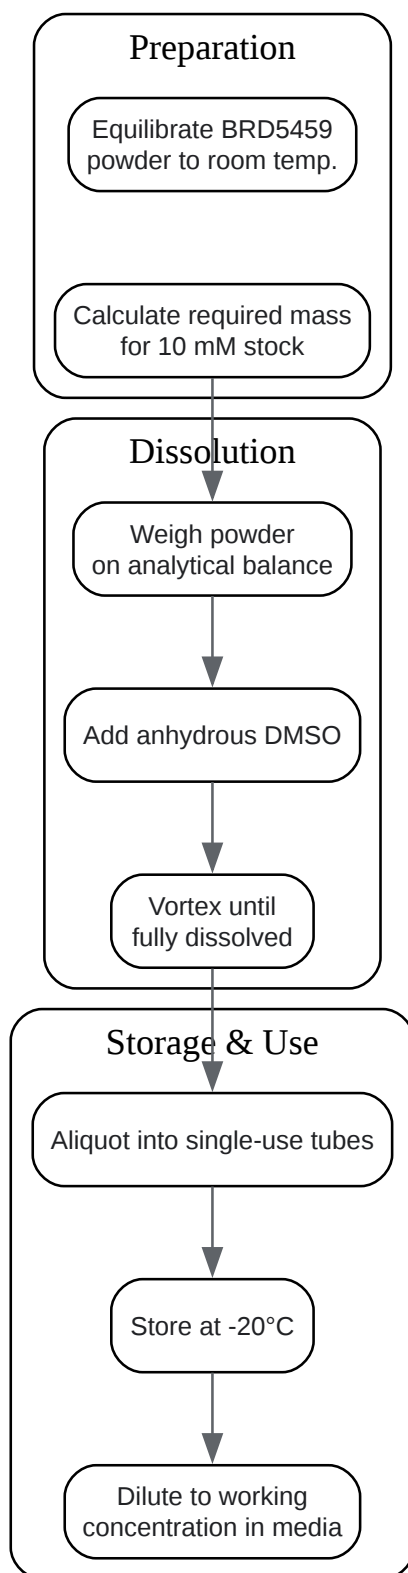 Preparation
Equilibrate BRD5459
powder to room temp.
Calculate required mass
for 10 mM stock
Dissolution
Weigh powder
on analytical balance
Add anhydrous DMSO
Vortex until
fully dissolved
Storage & Use
Aliquot into single-use tubes
Store at -20°C
Dilute to working
concentration in media